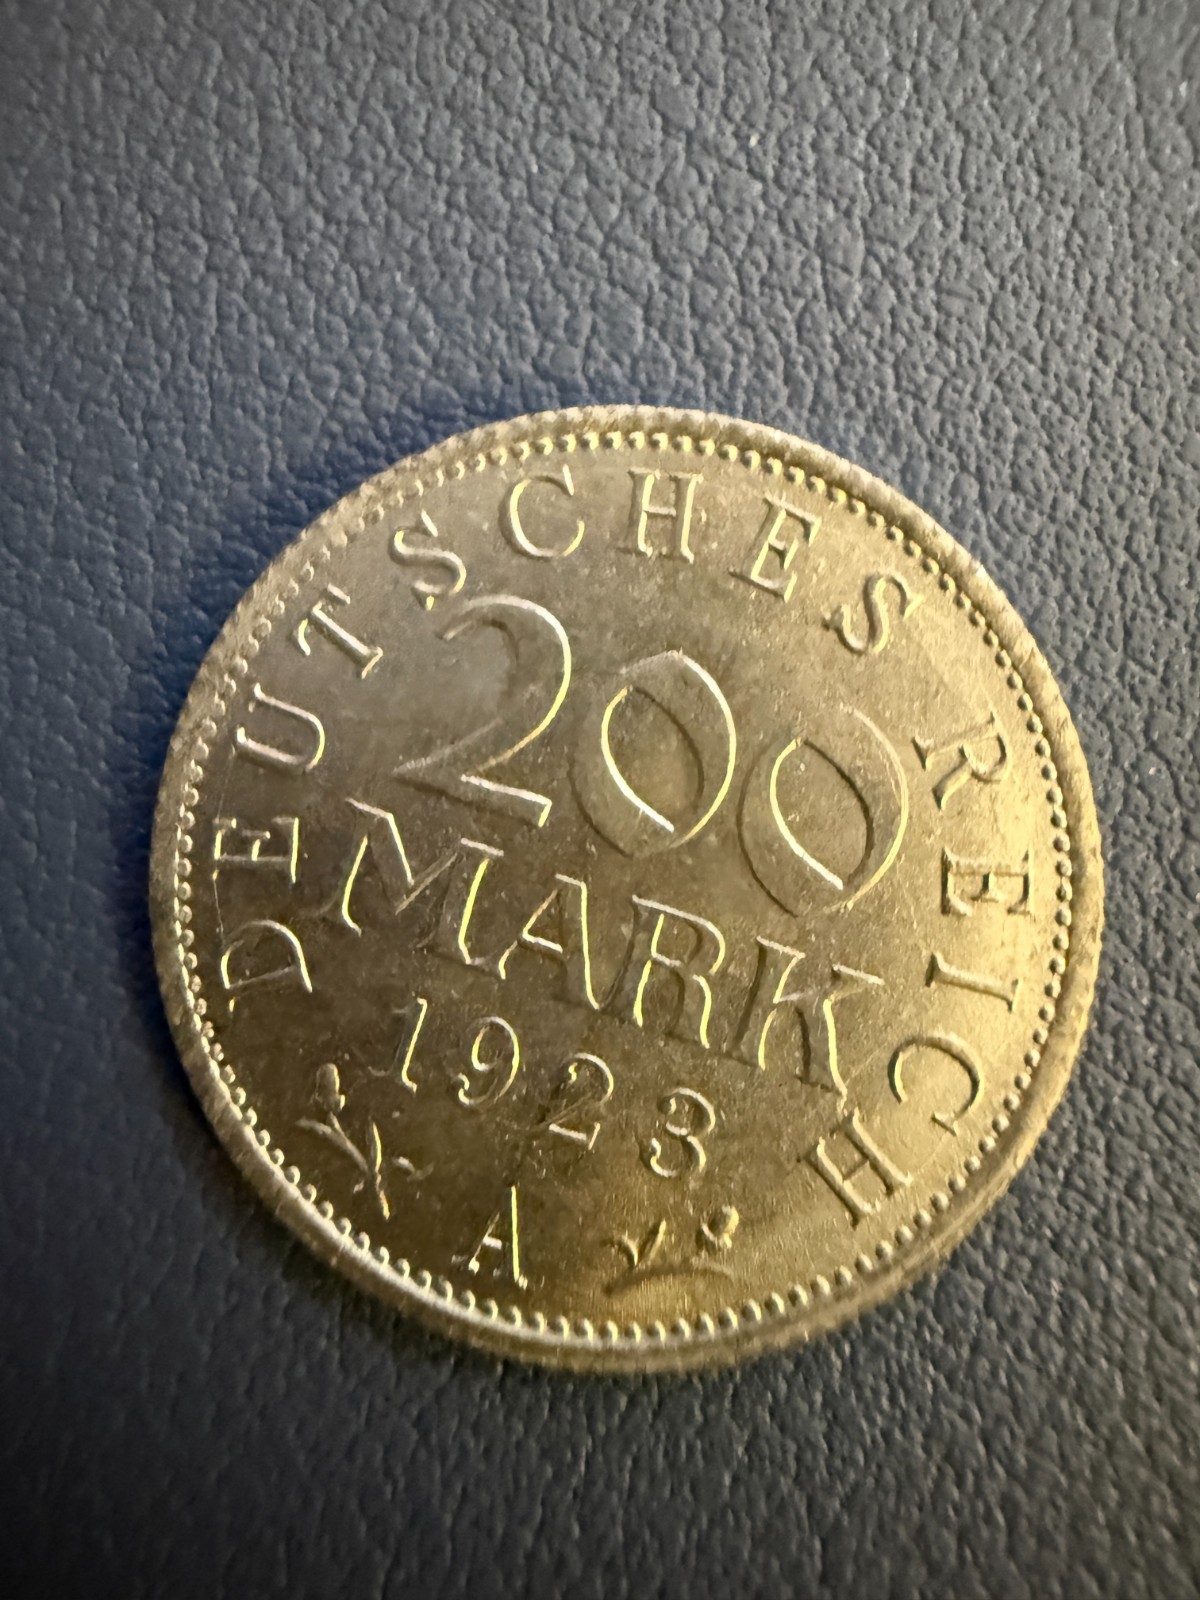 DEUTSCHES REICH
200
MARK
1923
A